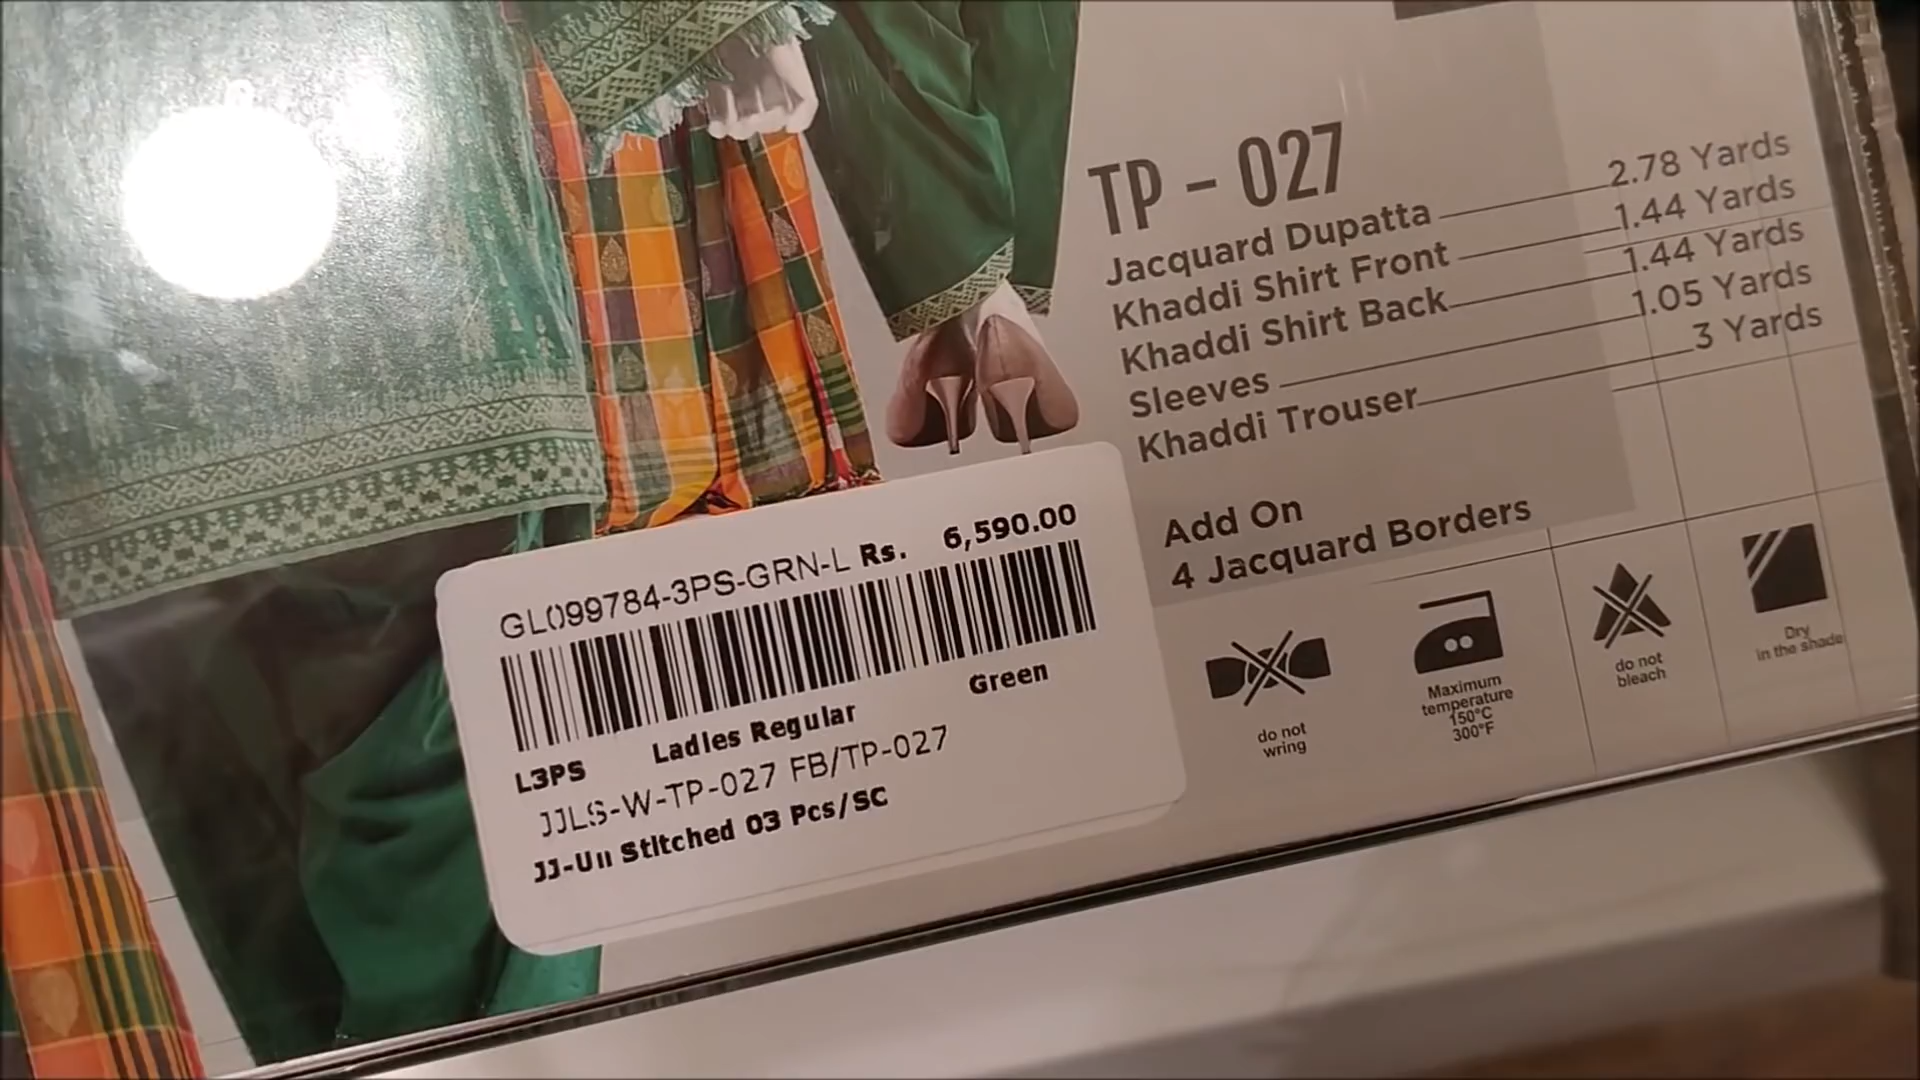 TP - 027
Jacquard Dupatta 2.78 Yards
Khaddi Shirt Front 1.44 Yards
Khaddi Shirt Back 1.44 Yards
Sleeves 1.05 Yards
Khaddi Trouser 3 Yards
Add On
4 Jacquard Borders
do not
wring
Maximum
temperature
150°C
300°F
do not
bleach
Dry
in the shade
GL099784-3PS-GRN-L Rs. 6,590.00
L3PS Ladies Regular Green
JJLS-W-TP-027 FB/TP-027
JJ-Un Stitched 03 Pcs/SC